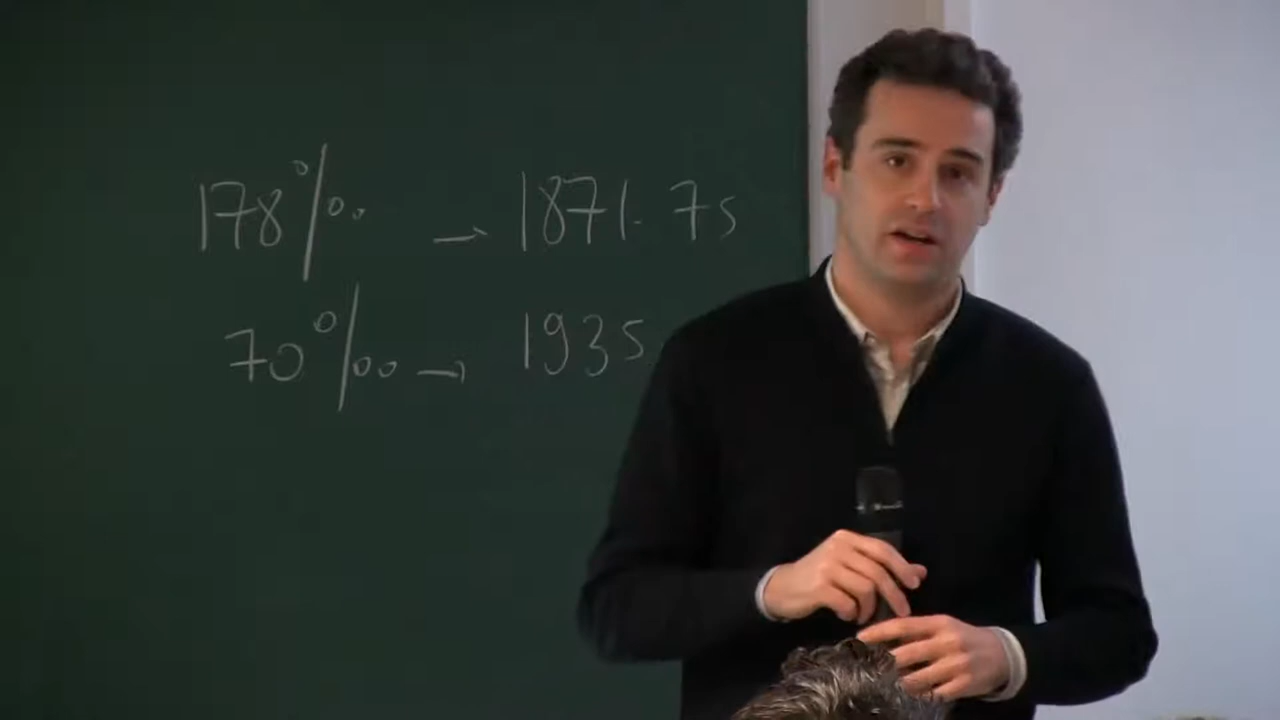 178‰ → 1871-75
70‰ → 1935